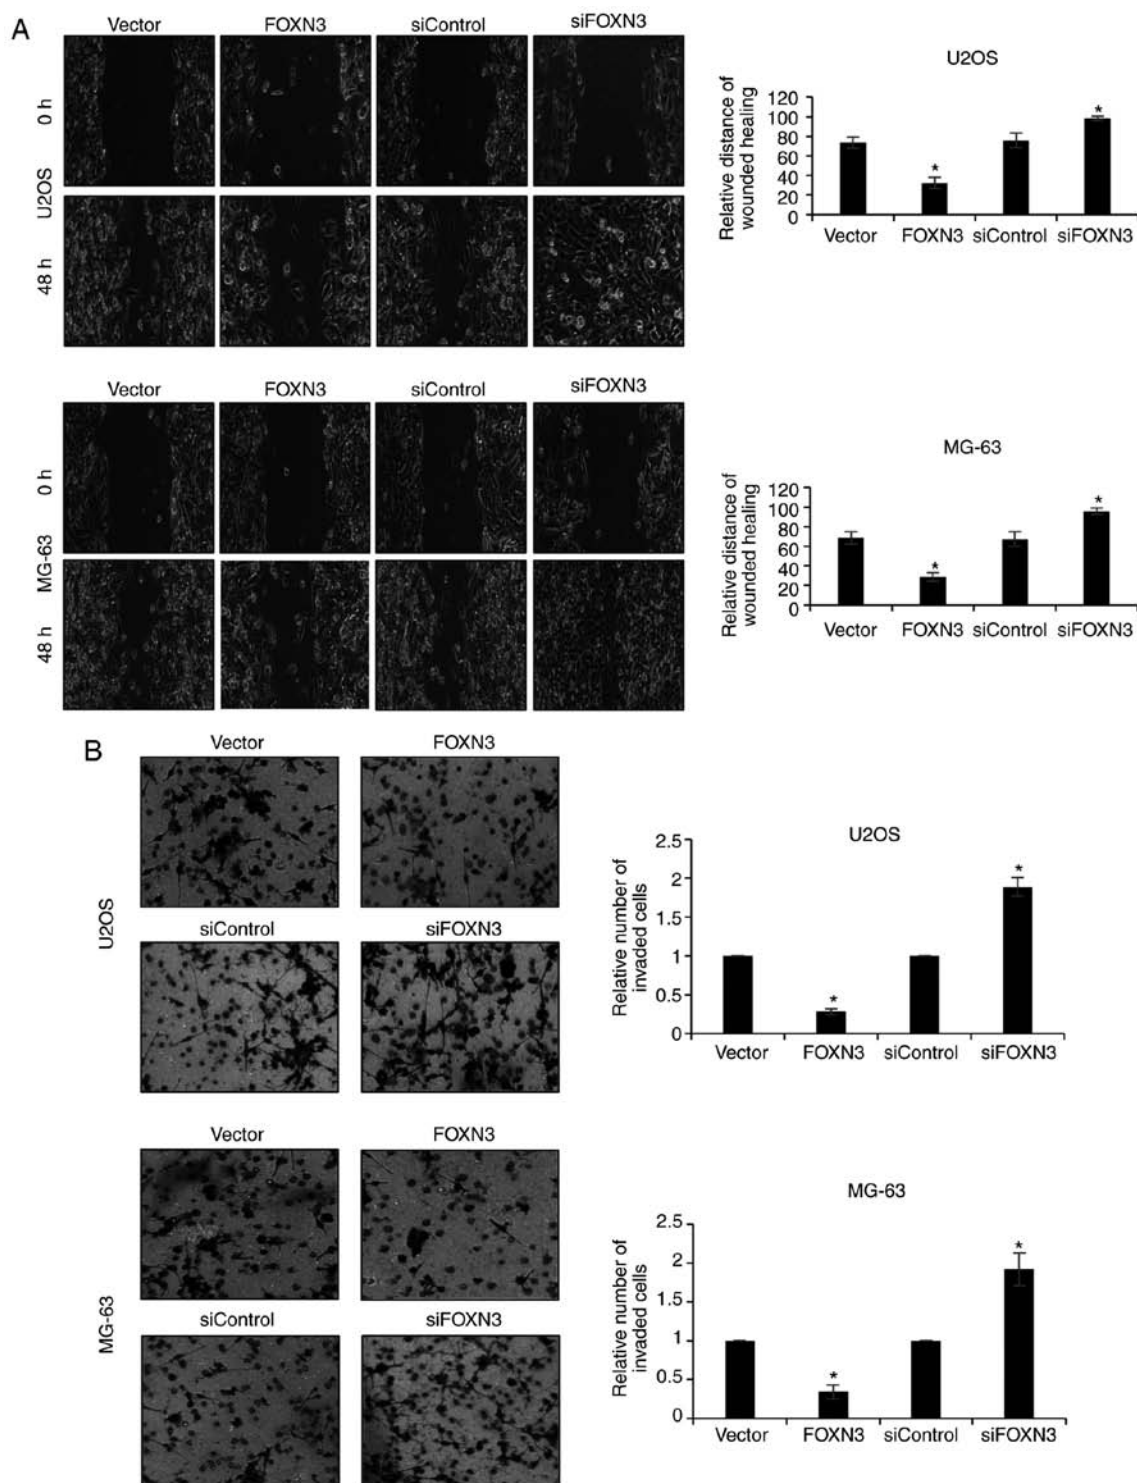 A
Vector FOXN3 siControl siFOXN3
0 h
U2OS
48 h
U2OS
Relative distance of
wounded healing
120
100
80
60
40
20
0
*
*
Vector FOXN3 siControl siFOXN3
Vector FOXN3 siControl siFOXN3
0 h
MG-63
48 h
MG-63
Relative distance of
wounded healing
120
100
80
60
40
20
0
*
*
Vector FOXN3 siControl siFOXN3
B
Vector FOXN3
U2OS
siControl siFOXN3
U2OS
Relative number of
invaded cells
2.5
2
1.5
1
0.5
0
*
*
Vector FOXN3 siControl siFOXN3
Vector FOXN3
MG-63
siControl siFOXN3
MG-63
Relative number of
invaded cells
2.5
2
1.5
1
0.5
0
*
*
Vector FOXN3 siControl siFOXN3